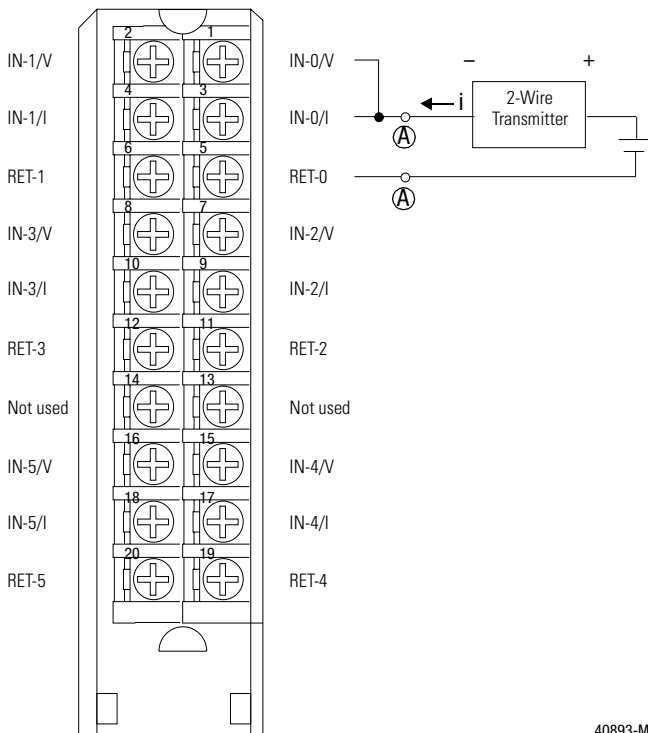 2 1
IN-1/V IN-0/V – +
4 3
IN-1/I IN-0/I i 2-Wire
Transmitter
A
6 5
RET-1 RET-0
A
8 7
IN-3/V IN-2/V
10 9
IN-3/I IN-2/I
12 11
RET-3 RET-2
14 13
Not used Not used
16 15
IN-5/V IN-4/V
18 17
IN-5/I IN-4/I
20 19
RET-5 RET-4
40893-M